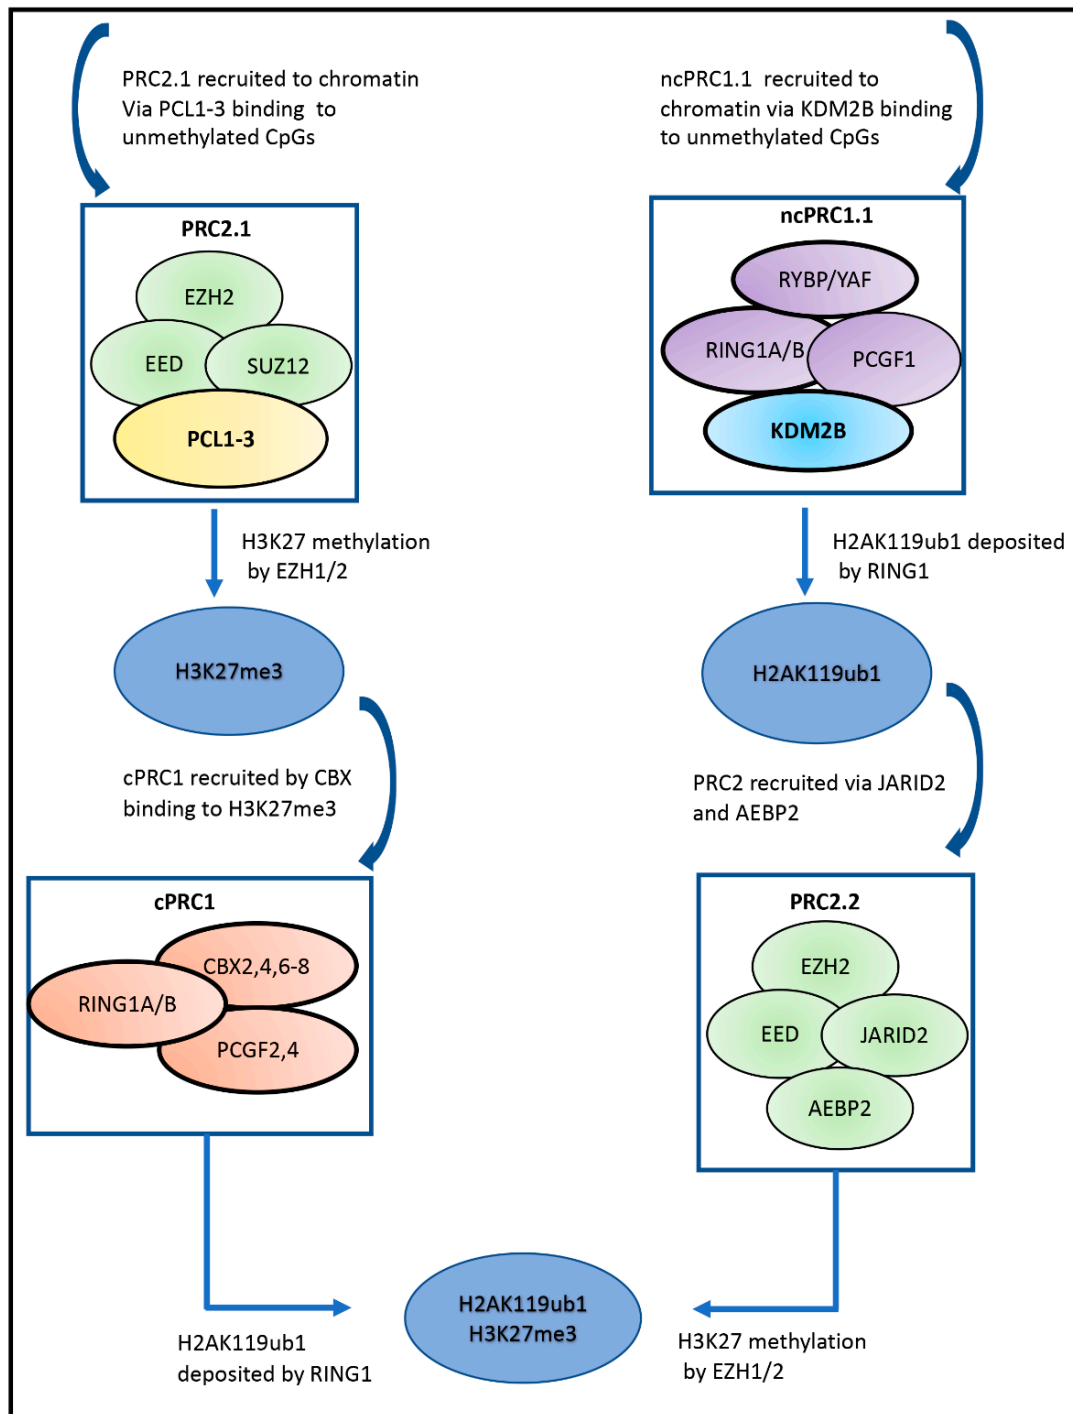 PRC2.1 recruited to chromatin
Via PCL1-3 binding to
unmethylated CpGs
ncPRC1.1 recruited to
chromatin via KDM2B binding
to unmethylated CpGs
PRC2.1
EZH2
EED
SUZ12
PCL1-3
ncPRC1.1
RYBP/YAF
RING1A/B
PCGF1
KDM2B
H3K27 methylation
by EZH1/2
H2AK119ub1 deposited
by RING1
H3K27me3
H2AK119ub1
cPRC1 recruited by CBX
binding to H3K27me3
PRC2 recruited via JARID2
and AEBP2
cPRC1
CBX2,4,6-8
RING1A/B
PCGF2,4
PRC2.2
EZH2
EED
JARID2
AEBP2
H2AK119ub1
H3K27me3
H2AK119ub1
deposited by RING1
H3K27 methylation
by EZH1/2